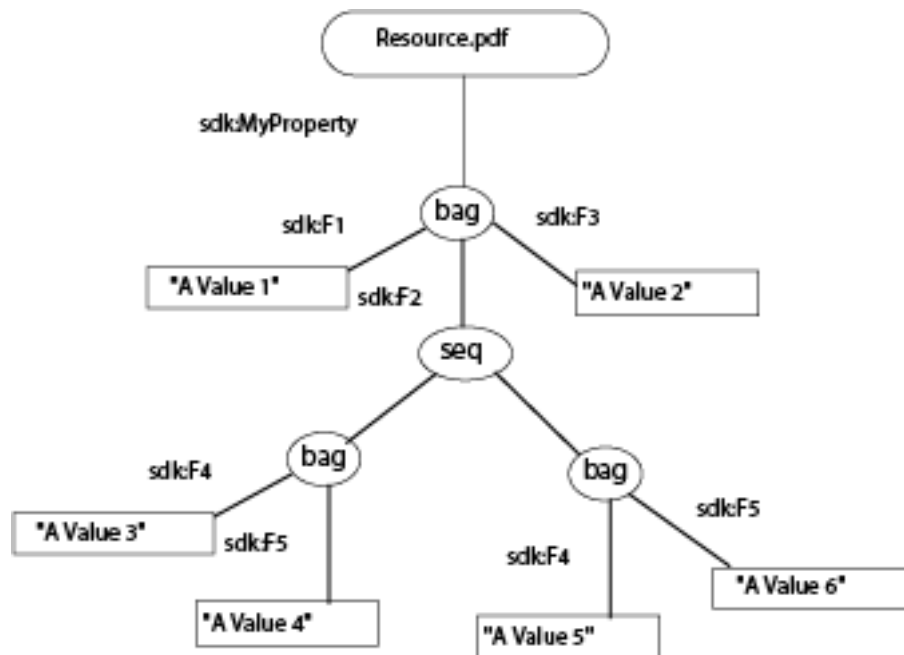 Resource.pdf
sdk:MyProperty
bag
sdk:F1
sdk:F3
"A Value 1"
sdk:F2
"A Value 2"
seq
bag
bag
sdk:F4
sdk:F5
"A Value 3"
sdk:F5
sdk:F4
"A Value 6"
"A Value 4"
"A Value 5"